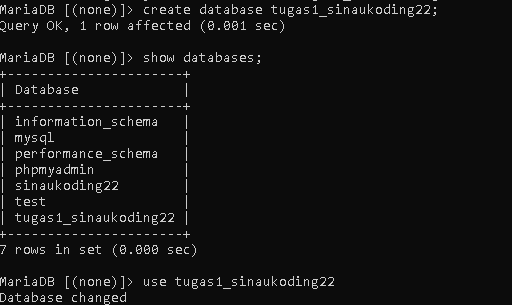 MariaDB [(none)]> create database tugas1_sinaukoding22;
Query OK, 1 row affected (0.001 sec)
MariaDB [(none)]> show databases;
+----------------------+
| Database             |
+----------------------+
| information_schema   |
| mysql                |
| performance_schema   |
| phpmyadmin           |
| sinaukoding22        |
| test                 |
| tugas1_sinaukoding22 |
+----------------------+
7 rows in set (0.000 sec)
MariaDB [(none)]> use tugas1_sinaukoding22
Database changed